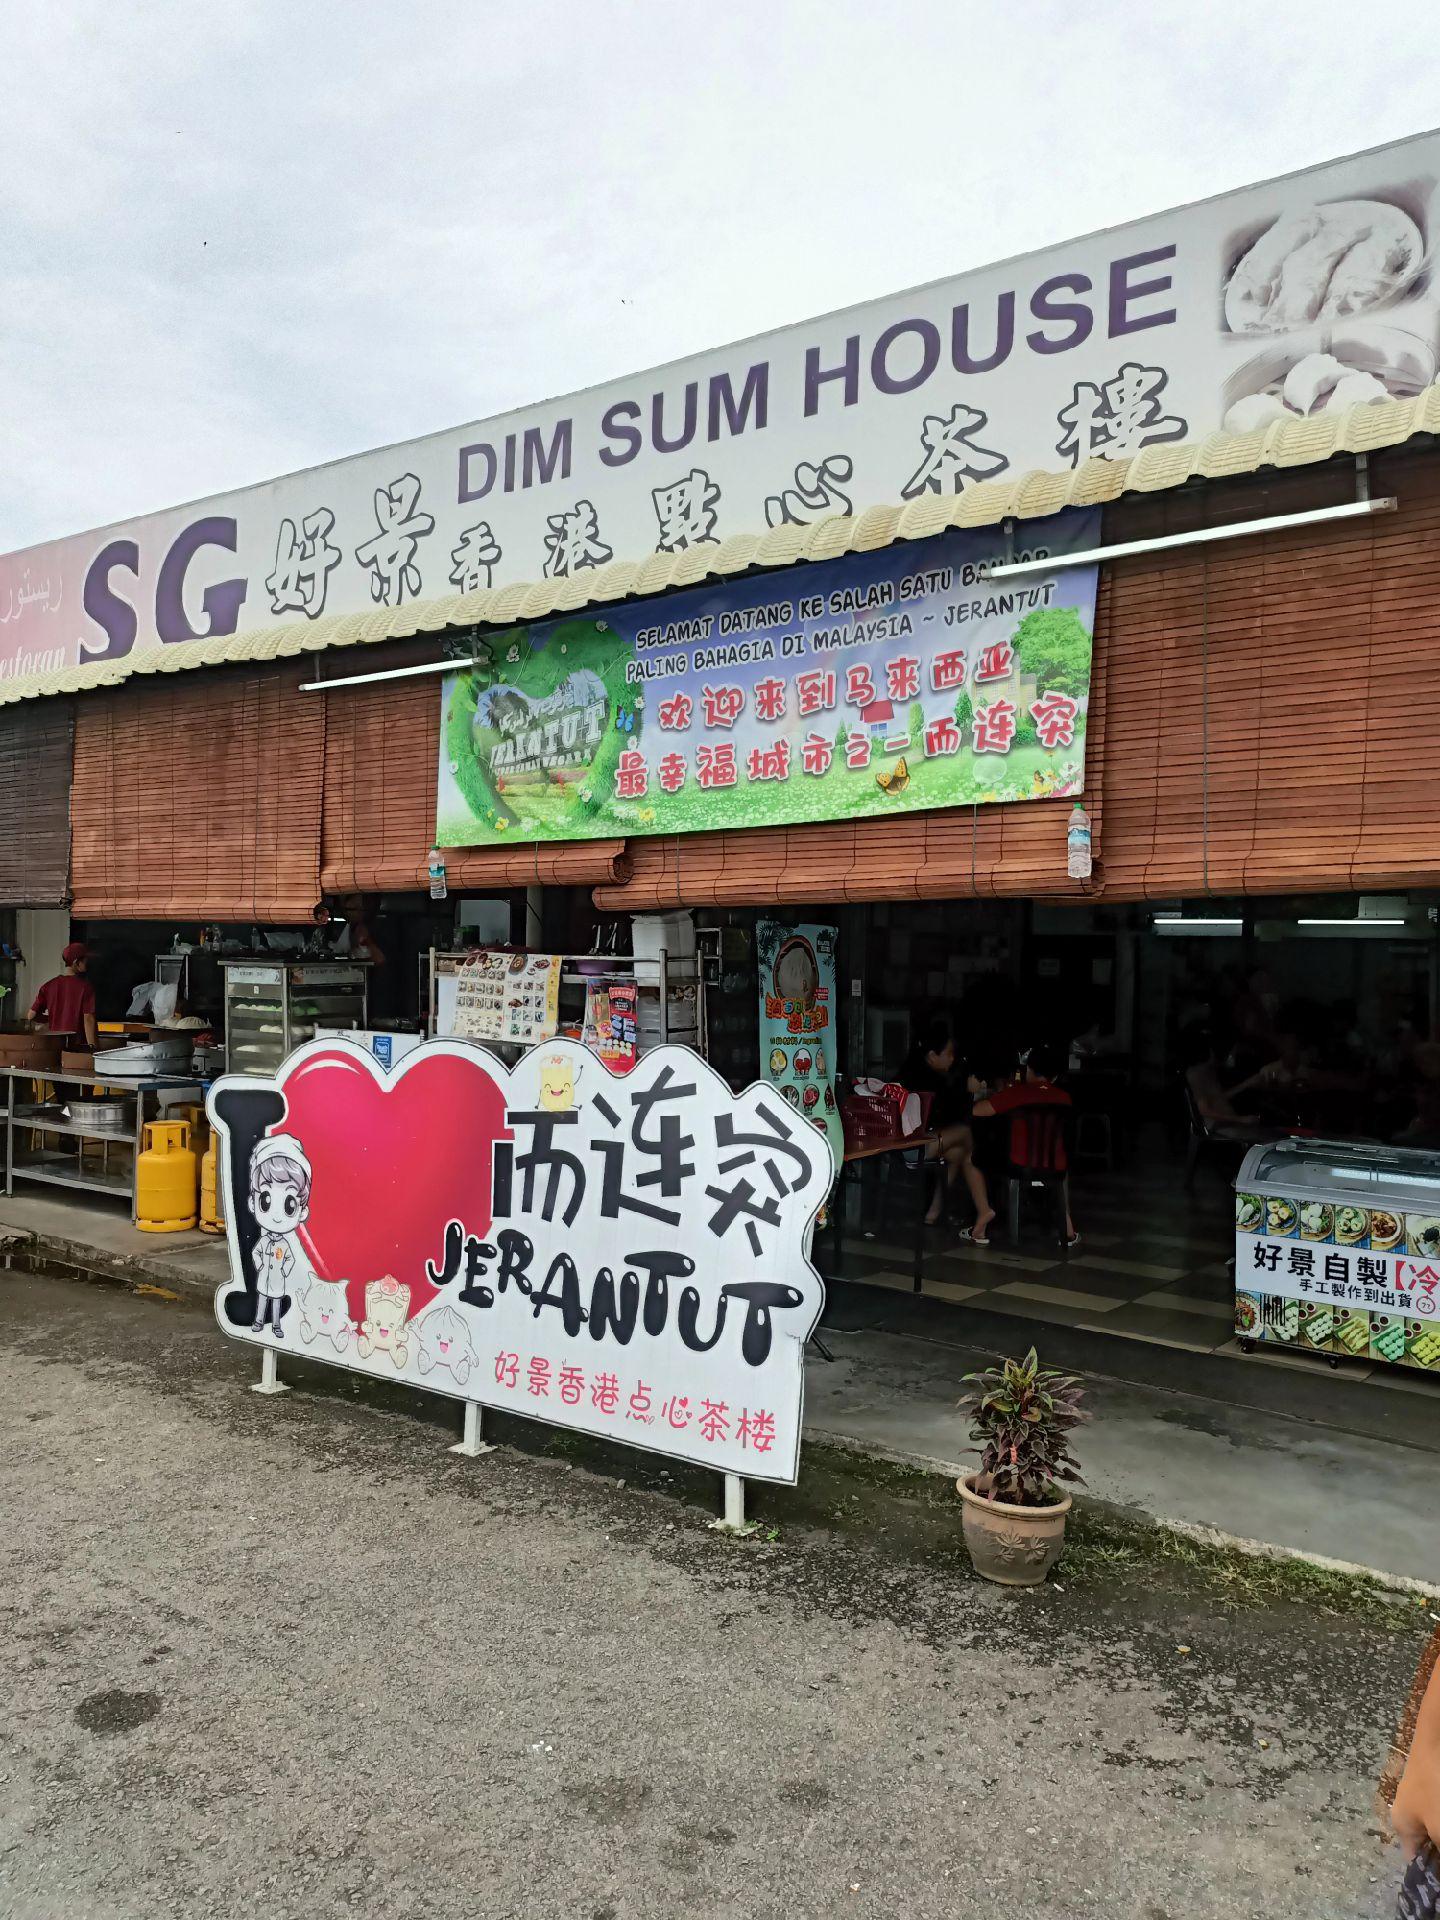 ريستور
SG
DIM SUM HOUSE
好景香港點心茶樓
SELAMAT DATANG KE SALAH SATU BANDAR
PALING BAHAGIA DI MALAYSIA ~ JERANTUT
欢迎来到马来西亚
最幸福城市之一而连突
JERANTUT
I
而连突
JERANTUT
好景香港点心茶楼
好景自製【冷
手工製作到出貨